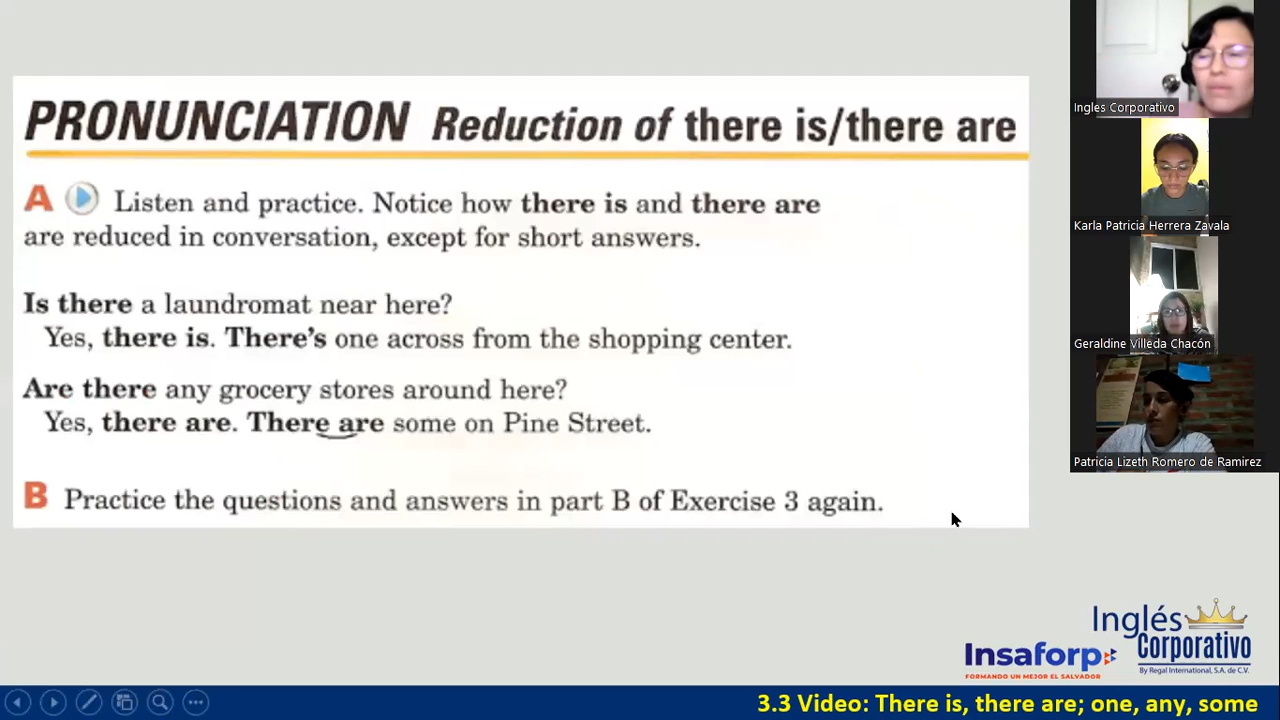 PRONUNCIATION Reduction of there is/there are
A Listen and practice. Notice how there is and there are
are reduced in conversation, except for short answers.
Is there a laundromat near here?
Yes, there is. There's one across from the shopping center.
Are there any grocery stores around here?
Yes, there are. There are some on Pine Street.
B Practice the questions and answers in part B of Exercise 3 again.
Ingles Corporativo
Karla Patricia Herrera Zavala
Geraldine Villeda Chacón
Patricia Lizeth Romero de Ramirez
Insaforp
FORMANDO UN MEJOR EL SALVADOR
Inglés
Corporativo
By Regal International, S.A. de C.V.
3.3 Video: There is, there are; one, any, some